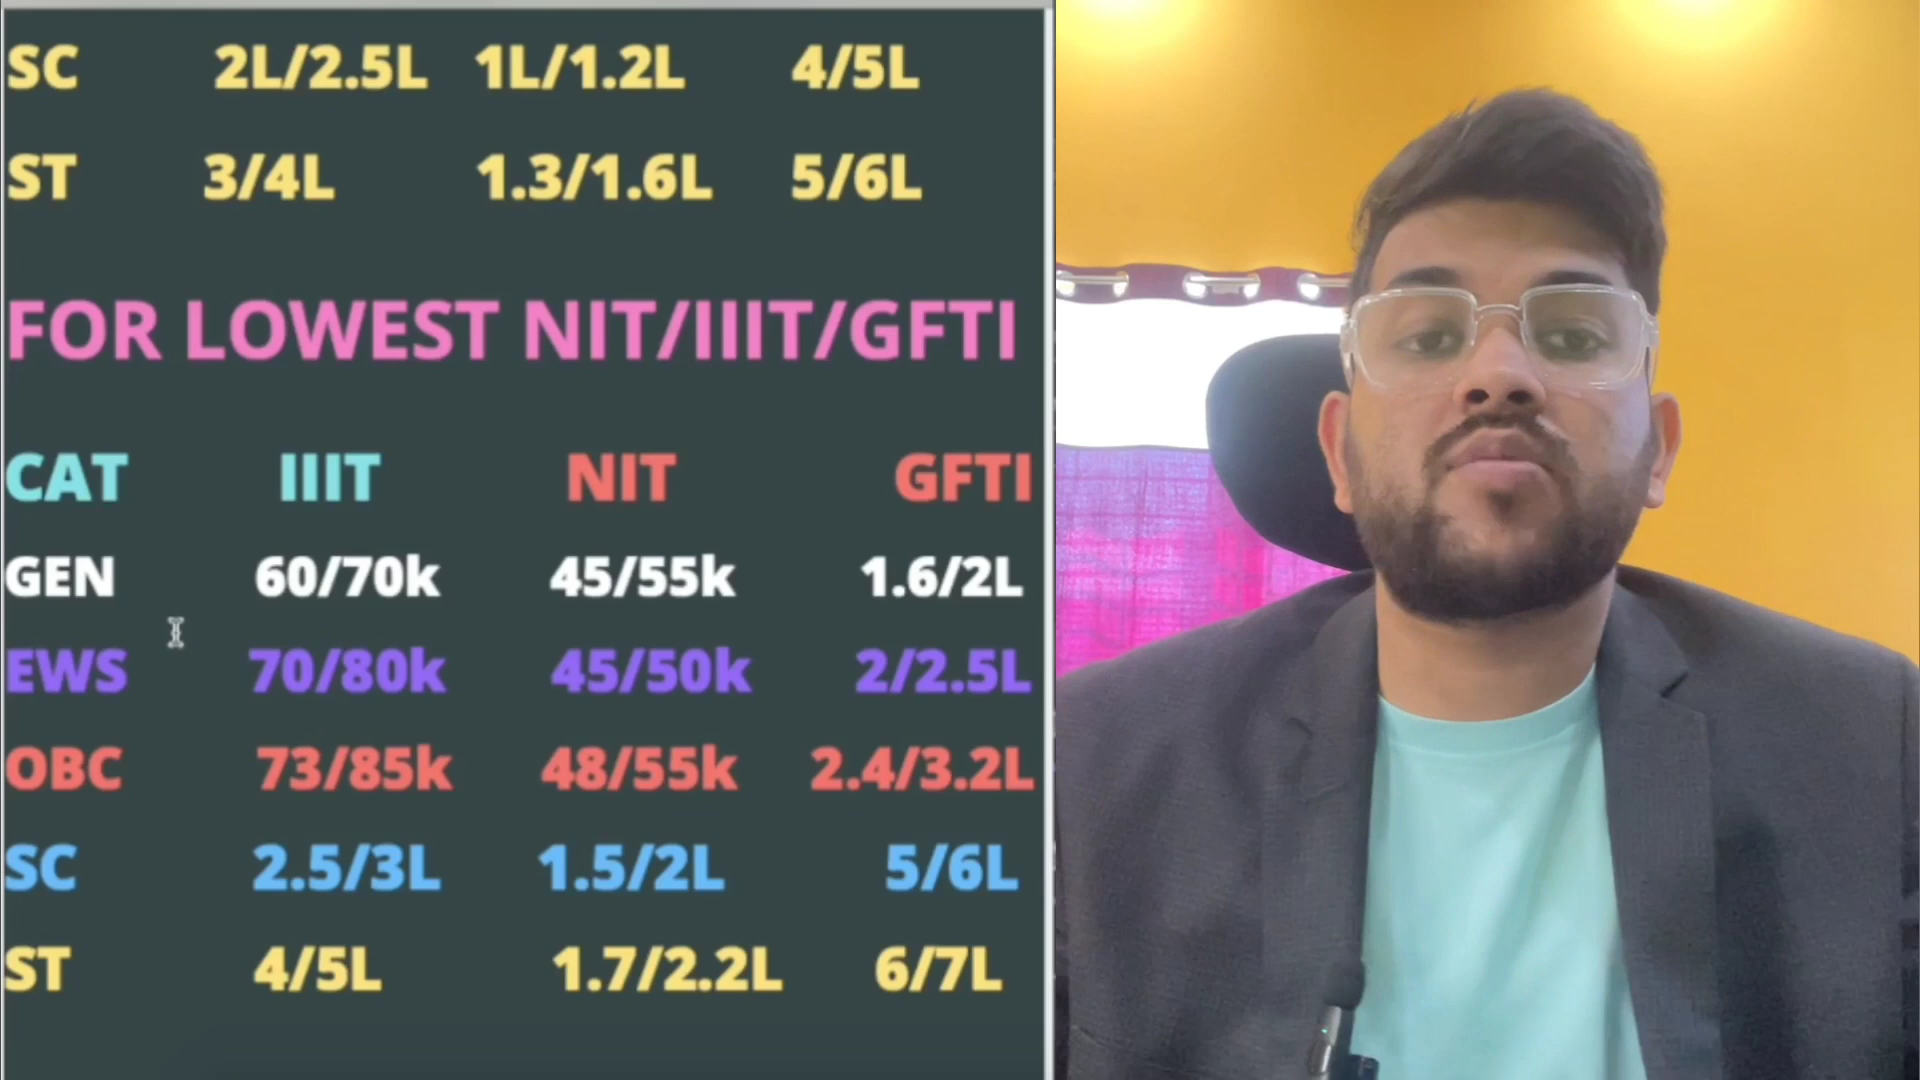 SC 2L/2.5L 1L/1.2L 4/5L
ST 3/4L 1.3/1.6L 5/6L
FOR LOWEST NIT/IIIT/GFTI
CAT IIIT NIT GFTI
GEN 60/70k 45/55k 1.6/2L
EWS 70/80k 45/50k 2/2.5L
OBC 73/85k 48/55k 2.4/3.2L
SC 2.5/3L 1.5/2L 5/6L
ST 4/5L 1.7/2.2L 6/7L